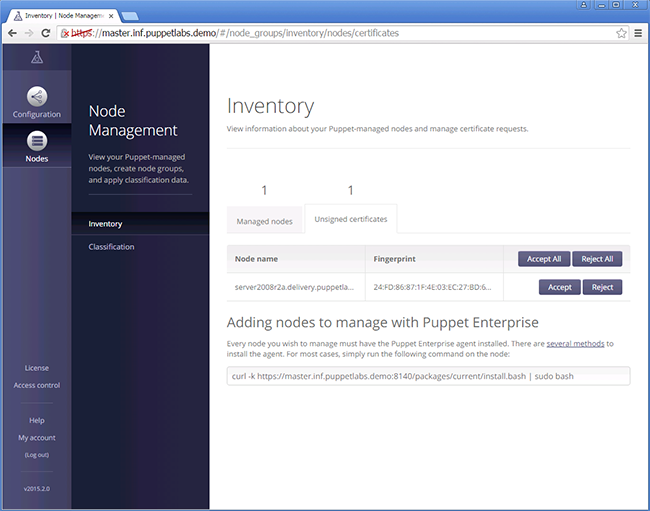 Inventory | Node Managem
https://master.inf.puppetlabs.demo/#/node_groups/inventory/nodes/certificates
Configuration
Nodes
License
Access control
Help
My account
(Log out)
v2015.2.0
Node
Management
View your Puppet-managed
nodes, create node groups,
and apply classification data.
Inventory
Classification
Inventory
View information about your Puppet-managed nodes and manage certificate requests.
1 1
Managed nodes Unsigned certificates
Node name Fingerprint Accept All Reject All
server2008r2a.delivery.puppetla... 24:FD:86:87:1F:4E:03:EC:27:BD:6... Accept Reject
Adding nodes to manage with Puppet Enterprise
Every node you wish to manage must have the Puppet Enterprise agent installed. There are several methods to
install the agent. For most cases, simply run the following command on the node:
curl -k https://master.inf.puppetlabs.demo:8140/packages/current/install.bash | sudo bash